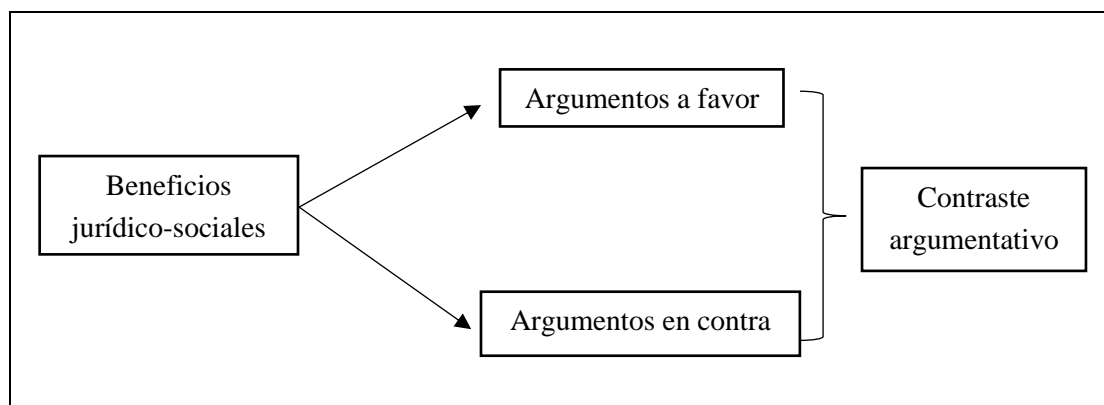 Argumentos a favor
Beneficios
jurídico-sociales
Contraste
argumentativo
Argumentos en contra